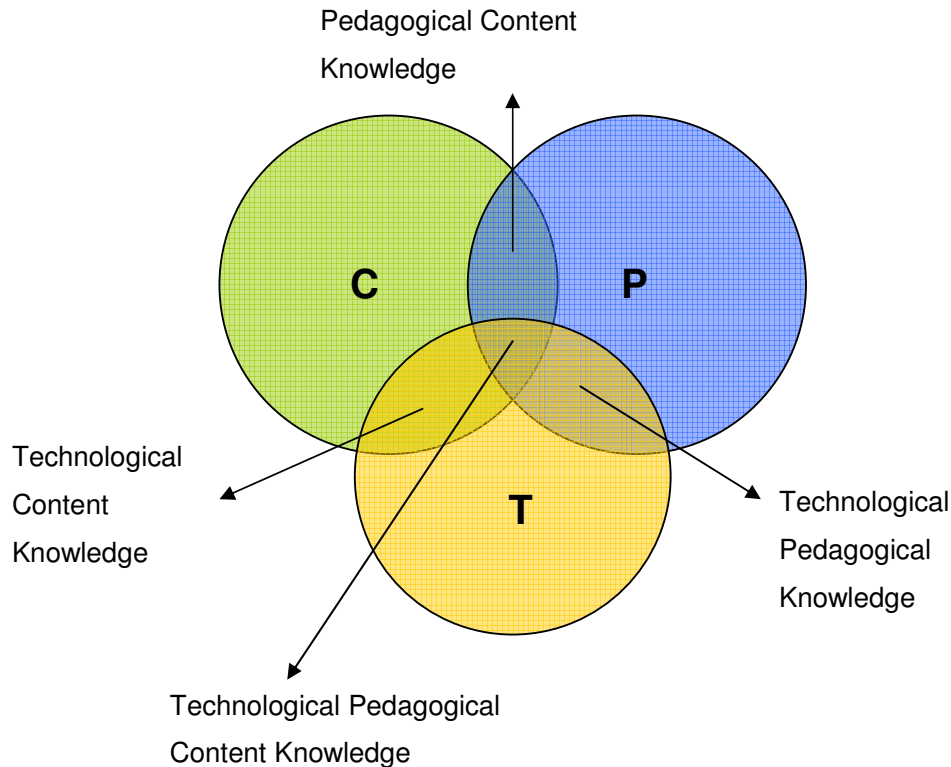 Pedagogical Content
Knowledge
C
P
Technological
Content
Knowledge
T
Technological
Pedagogical
Knowledge
Technological Pedagogical
Content Knowledge